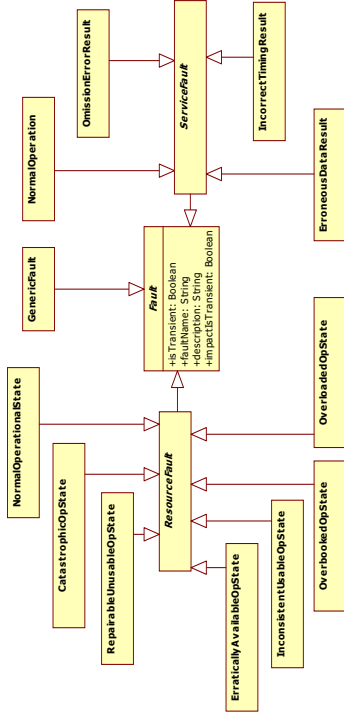 NormalOperationalState
CatastrophicOpState
RepairableUnusableOpState
ResourceFault
ErraticallyAvailableOpState
InconsistentUsableOpState
OverbookedOpState
OverloadedOpState
GenericFault
Fault
+isTransient: Boolean
+faultName: String
+description: String
+impactIsTransient: Boolean
NormalOperation
OmissionErrorResult
ServiceFault
IncorrectTimingResult
ErroneousDataResult